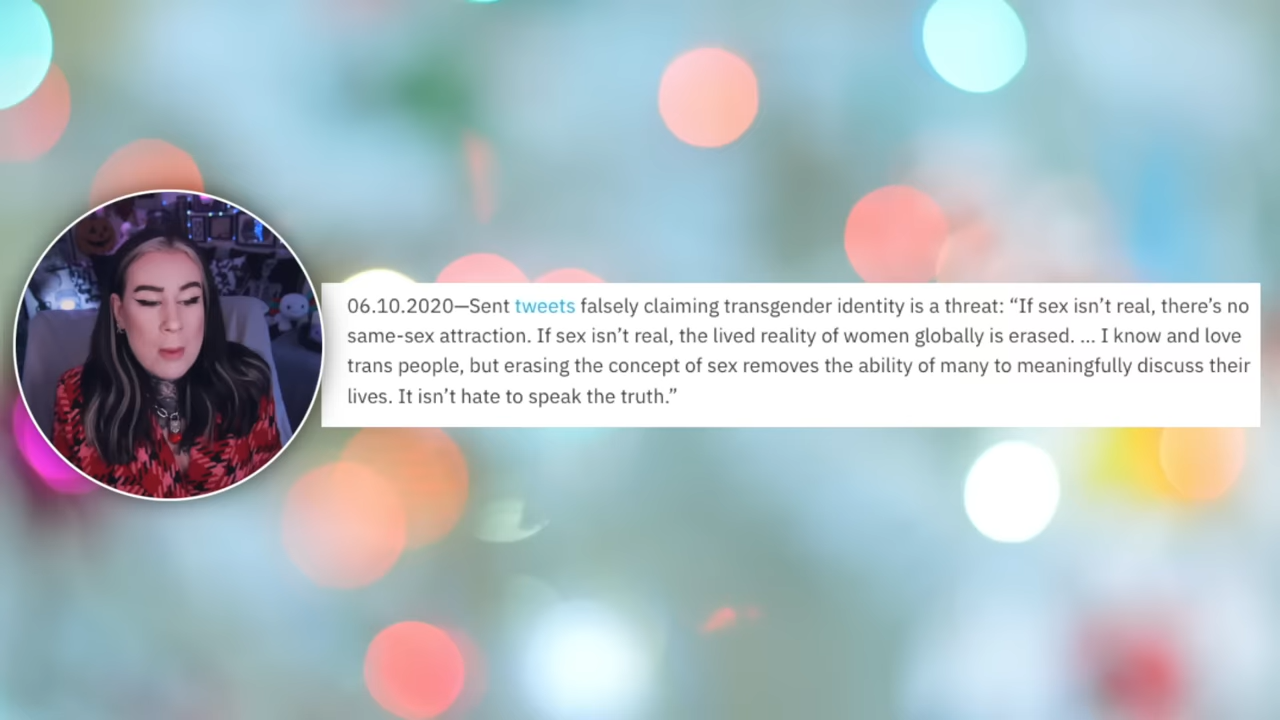 06.10.2020—Sent tweets falsely claiming transgender identity is a threat: “If sex isn’t real, there’s no
same-sex attraction. If sex isn’t real, the lived reality of women globally is erased. ... I know and love
trans people, but erasing the concept of sex removes the ability of many to meaningfully discuss their
lives. It isn’t hate to speak the truth.”